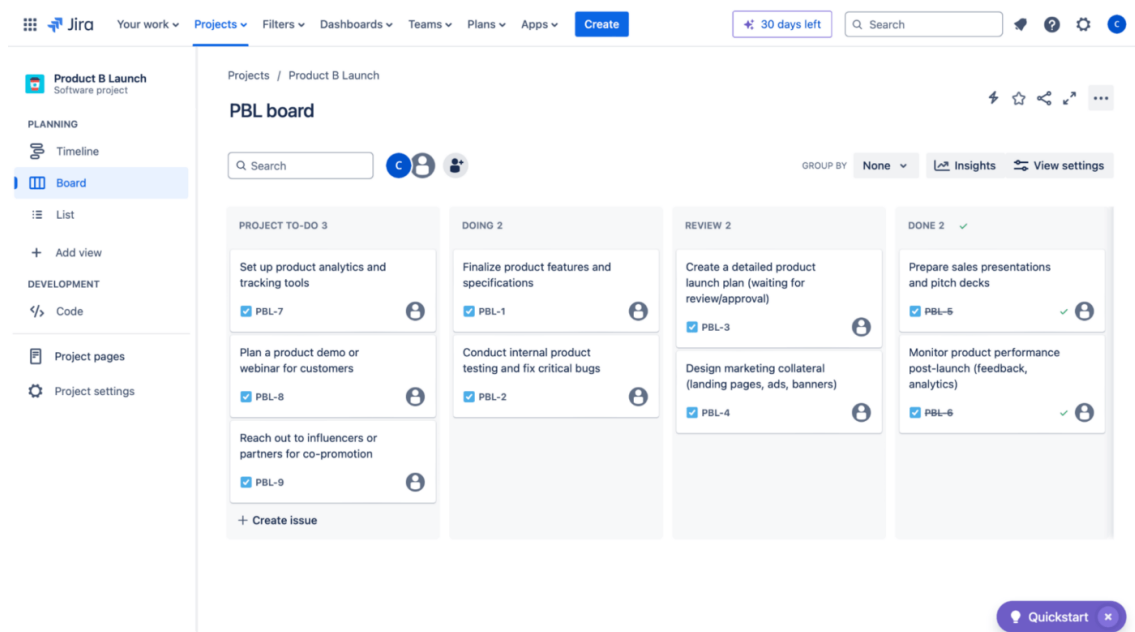 Jira Your work Projects Filters Dashboards Teams Plans Apps Create 30 days left Search C
Product B Launch
Software project
PLANNING
Timeline
Board
List
Add view
DEVELOPMENT
Code
Project pages
Project settings
Projects / Product B Launch
PBL board
Search C GROUP BY None Insights View settings
PROJECT TO-DO 3
Set up product analytics and
tracking tools
PBL-7
Plan a product demo or
webinar for customers
PBL-8
Reach out to influencers or
partners for co-promotion
PBL-9
+ Create issue
DOING 2
Finalize product features and
specifications
PBL-1
Conduct internal product
testing and fix critical bugs
PBL-2
REVIEW 2
Create a detailed product
launch plan (waiting for
review/approval)
PBL-3
Design marketing collateral
(landing pages, ads, banners)
PBL-4
DONE 2
Prepare sales presentations
and pitch decks
PBL-5
Monitor product performance
post-launch (feedback,
analytics)
PBL-6
Quickstart